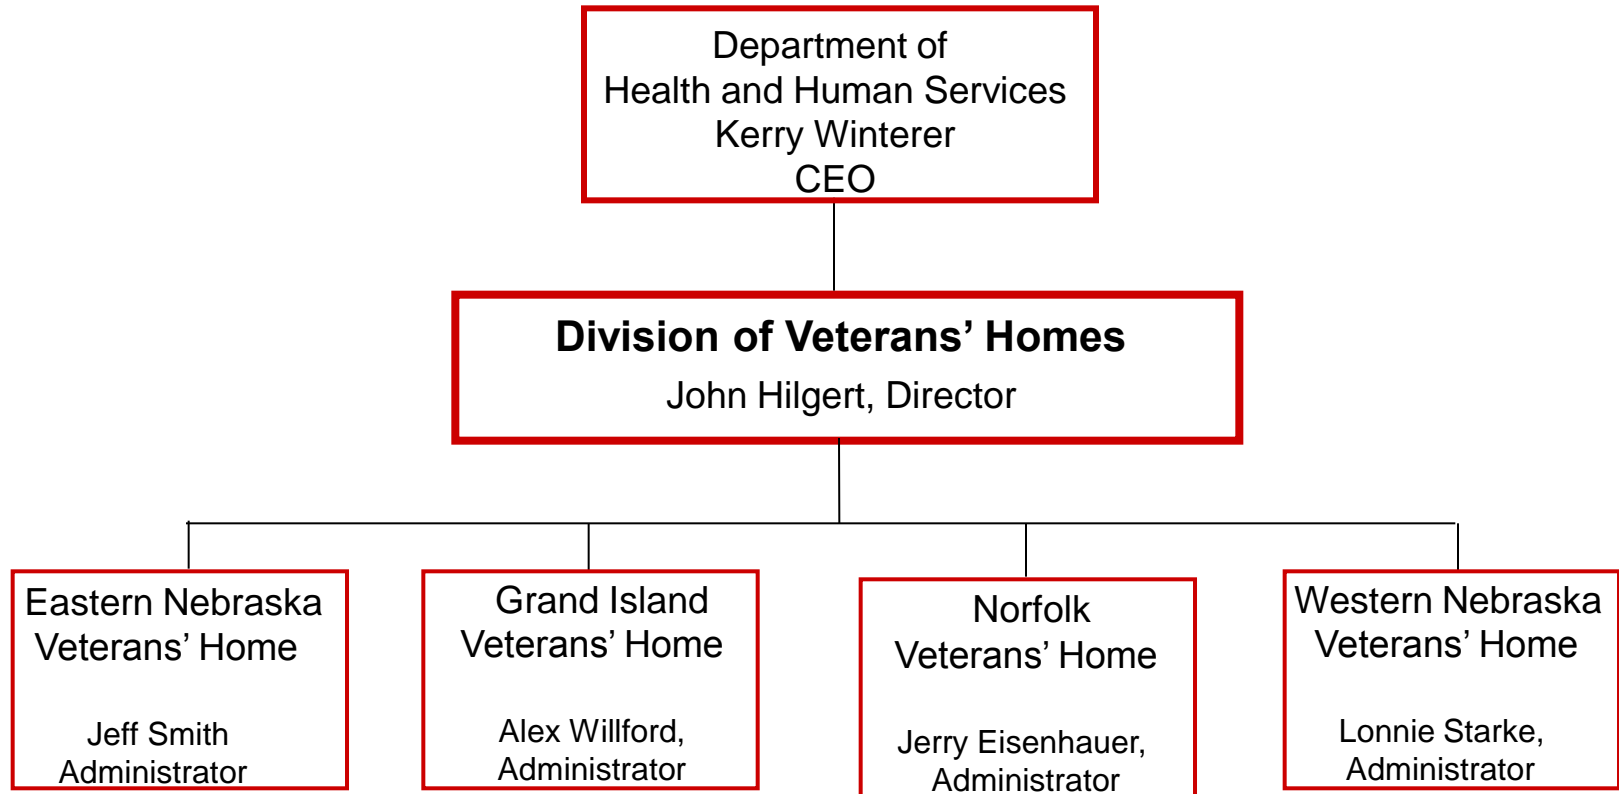 Department of
Health and Human Services
Kerry Winterer
CEO
Division of Veterans’ Homes
John Hilgert, Director
Eastern Nebraska
Veterans’ Home
Jeff Smith
Administrator
Grand Island
Veterans’ Home
Alex Willford,
Administrator
Norfolk
Veterans’ Home
Jerry Eisenhauer,
Administrator
Western Nebraska
Veterans’ Home
Lonnie Starke,
Administrator